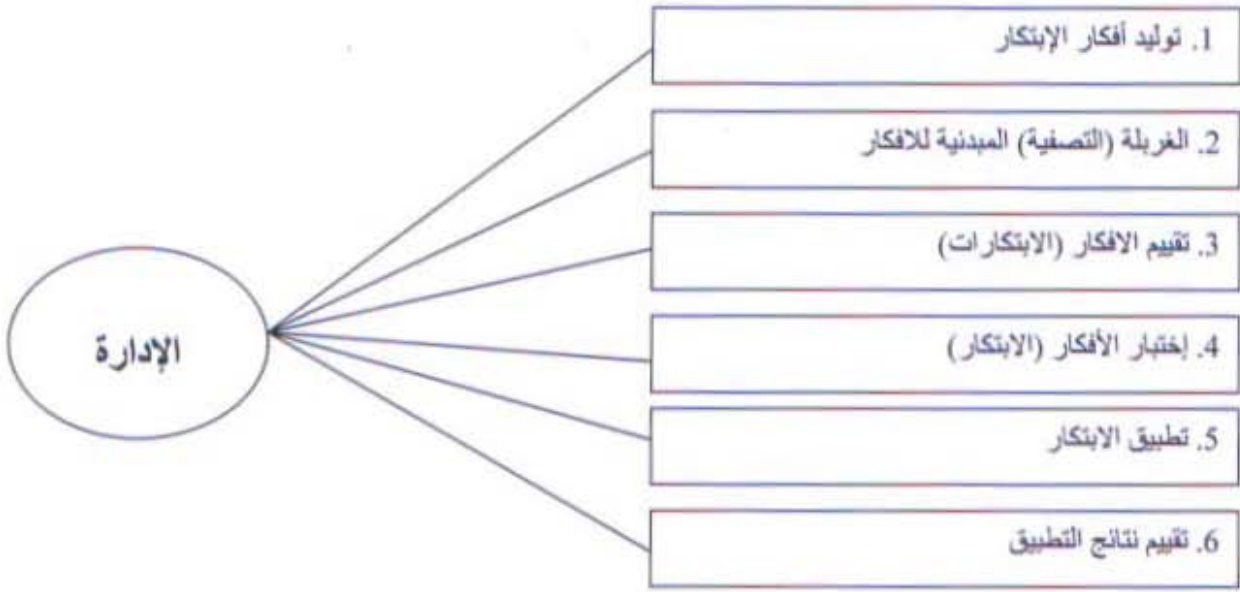 1. توليد أفكار الإبتكار
2. الغربلة (التصفية) المبدئية للافكار
3. تقييم الافكار (الابتكارات)
الإدارة
4. إختبار الأفكار (الابتكار)
5. تطبيق الابتكار
6. تقييم نتائج التطبيق